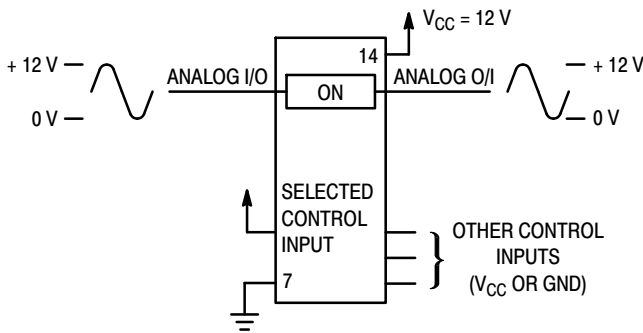 V_CC = 12 V
14
+ 12 V
ANALOG I/O
ON
ANALOG O/I
+ 12 V
0 V
0 V
SELECTED
CONTROL
INPUT
OTHER CONTROL
INPUTS
(V_CC OR GND)
7